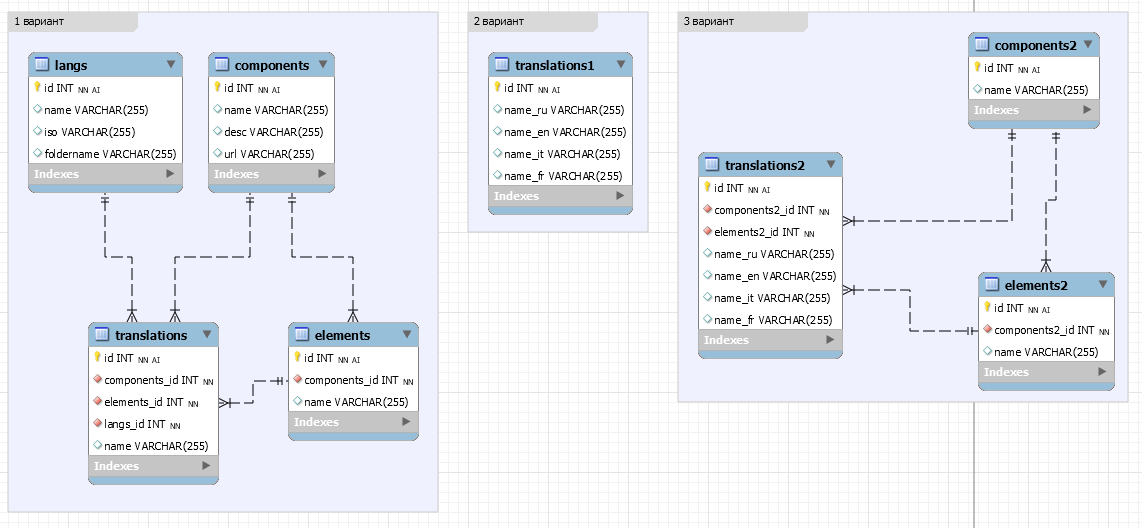 1 вариант
langs
id INT NN AI
name VARCHAR(255)
iso VARCHAR(255)
foldername VARCHAR(255)
Indexes
components
id INT NN AI
name VARCHAR(255)
desc VARCHAR(255)
url VARCHAR(255)
Indexes
translations
id INT NN AI
components_id INT NN
elements_id INT NN
langs_id INT NN
name VARCHAR(255)
Indexes
elements
id INT NN AI
components_id INT NN
name VARCHAR(255)
Indexes
2 вариант
translations1
id INT NN AI
name_ru VARCHAR(255)
name_en VARCHAR(255)
name_it VARCHAR(255)
name_fr VARCHAR(255)
Indexes
3 вариант
components2
id INT NN AI
name VARCHAR(255)
Indexes
translations2
id INT NN AI
components2_id INT NN
elements2_id INT NN
name_ru VARCHAR(255)
name_en VARCHAR(255)
name_it VARCHAR(255)
name_fr VARCHAR(255)
Indexes
elements2
id INT NN AI
components2_id INT NN
name VARCHAR(255)
Indexes